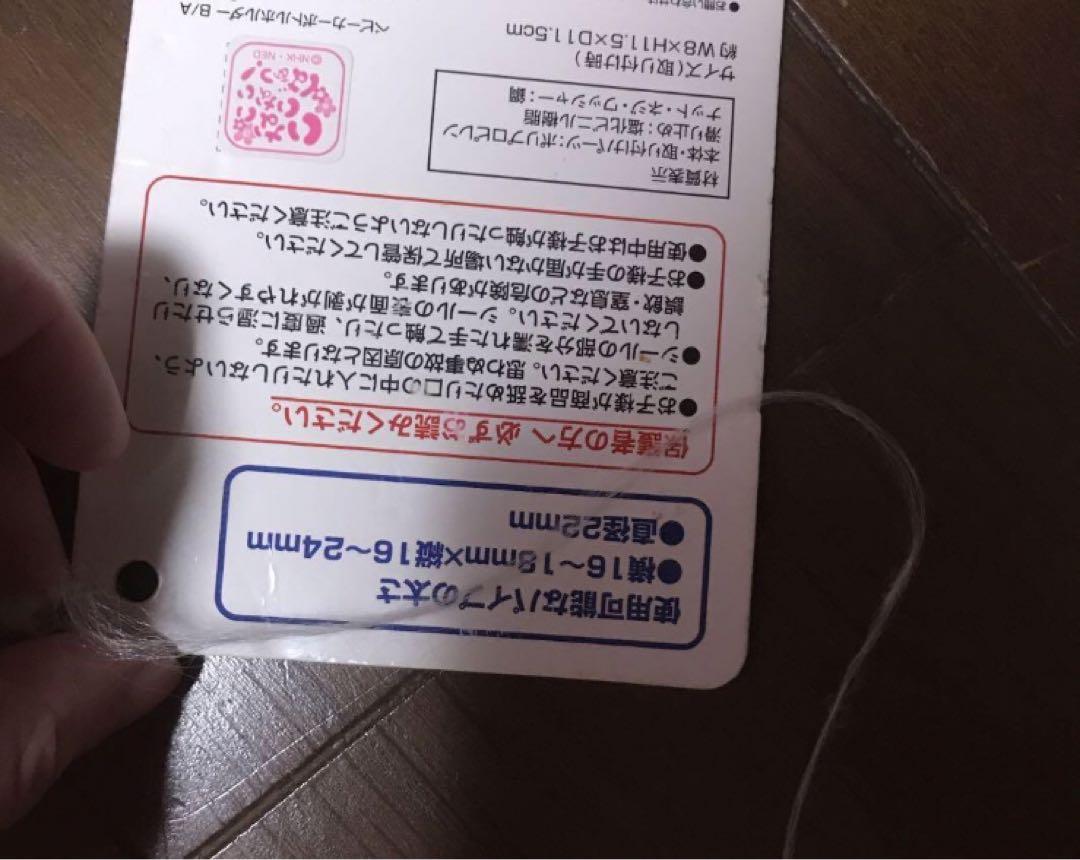 使用可能なパイプの太さ
●横16〜18mm×縦16〜24mm
●直径22mm
保護者の方へ 必ずお読みください。
●お子様が商品を舐めたり口の中に入れたりしないよう、
ご注意ください。思わぬ事故の原因となります。
●シールの部分を濡れた手で触ったり、過度に湿らせたり
しないでください。シールの表面が剥がれやすくなり、
誤飲・窒息などの危険があります。
●お子様の手が届かない場所で保管してください。
●使用中はお子様が触ったりしないようご注意ください。
材質表示
本体・取り付けパーツ:ポリプロピレン
滑り止め:塩化ビニル樹脂
ナット・ネジ・ワッシャー:鋼
サイズ(取り付け時)
約W8×H11.5×D11.5cm
いないいないばあっ!
©NHK・NED
ベビーカーボトルホルダー B/A